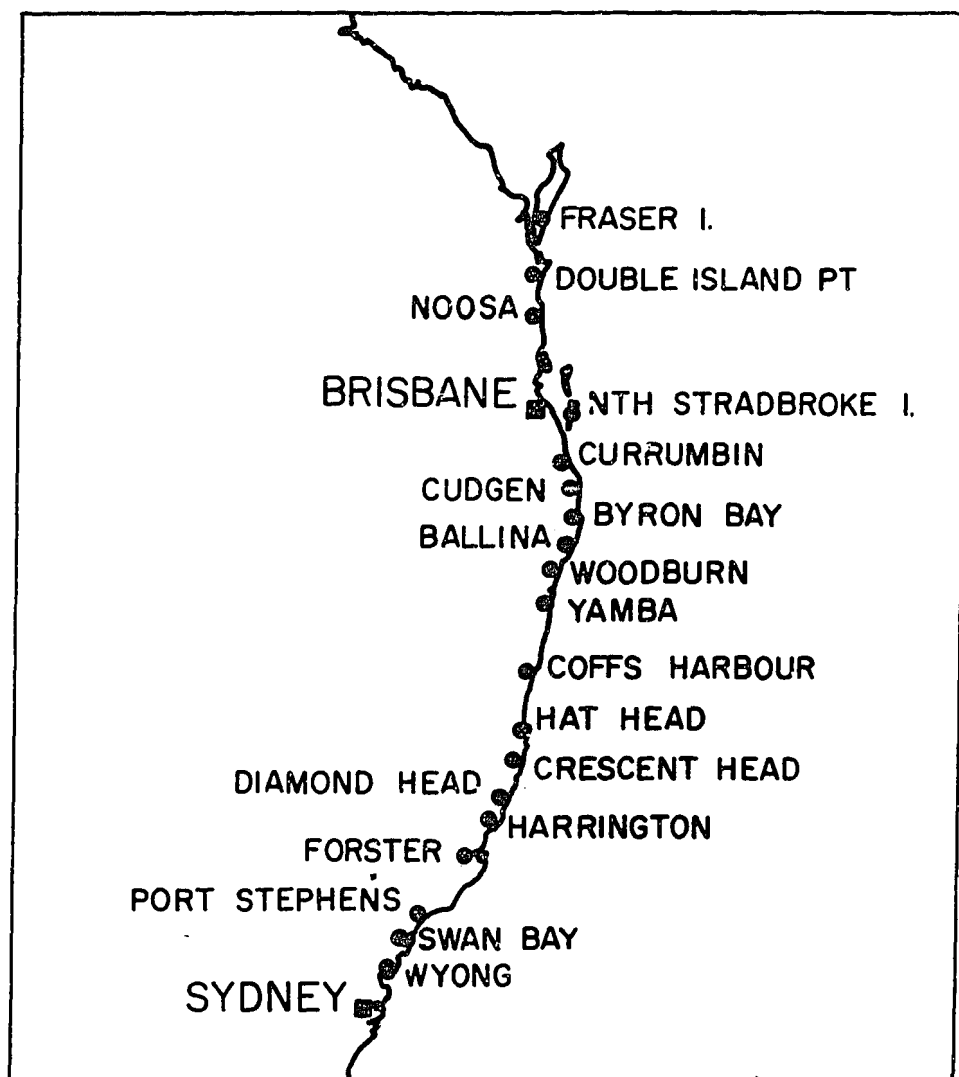 FRASER I.
DOUBLE ISLAND PT
NOOSA
BRISBANE
NTH STRADBROKE I.
CURRUMBIN
CUDGEN
BYRON BAY
BALLINA
WOODBURN
YAMBA
COFFS HARBOUR
HAT HEAD
CRESCENT HEAD
DIAMOND HEAD
HARRINGTON
FORSTER
PORT STEPHENS
SWAN BAY
WYONG
SYDNEY